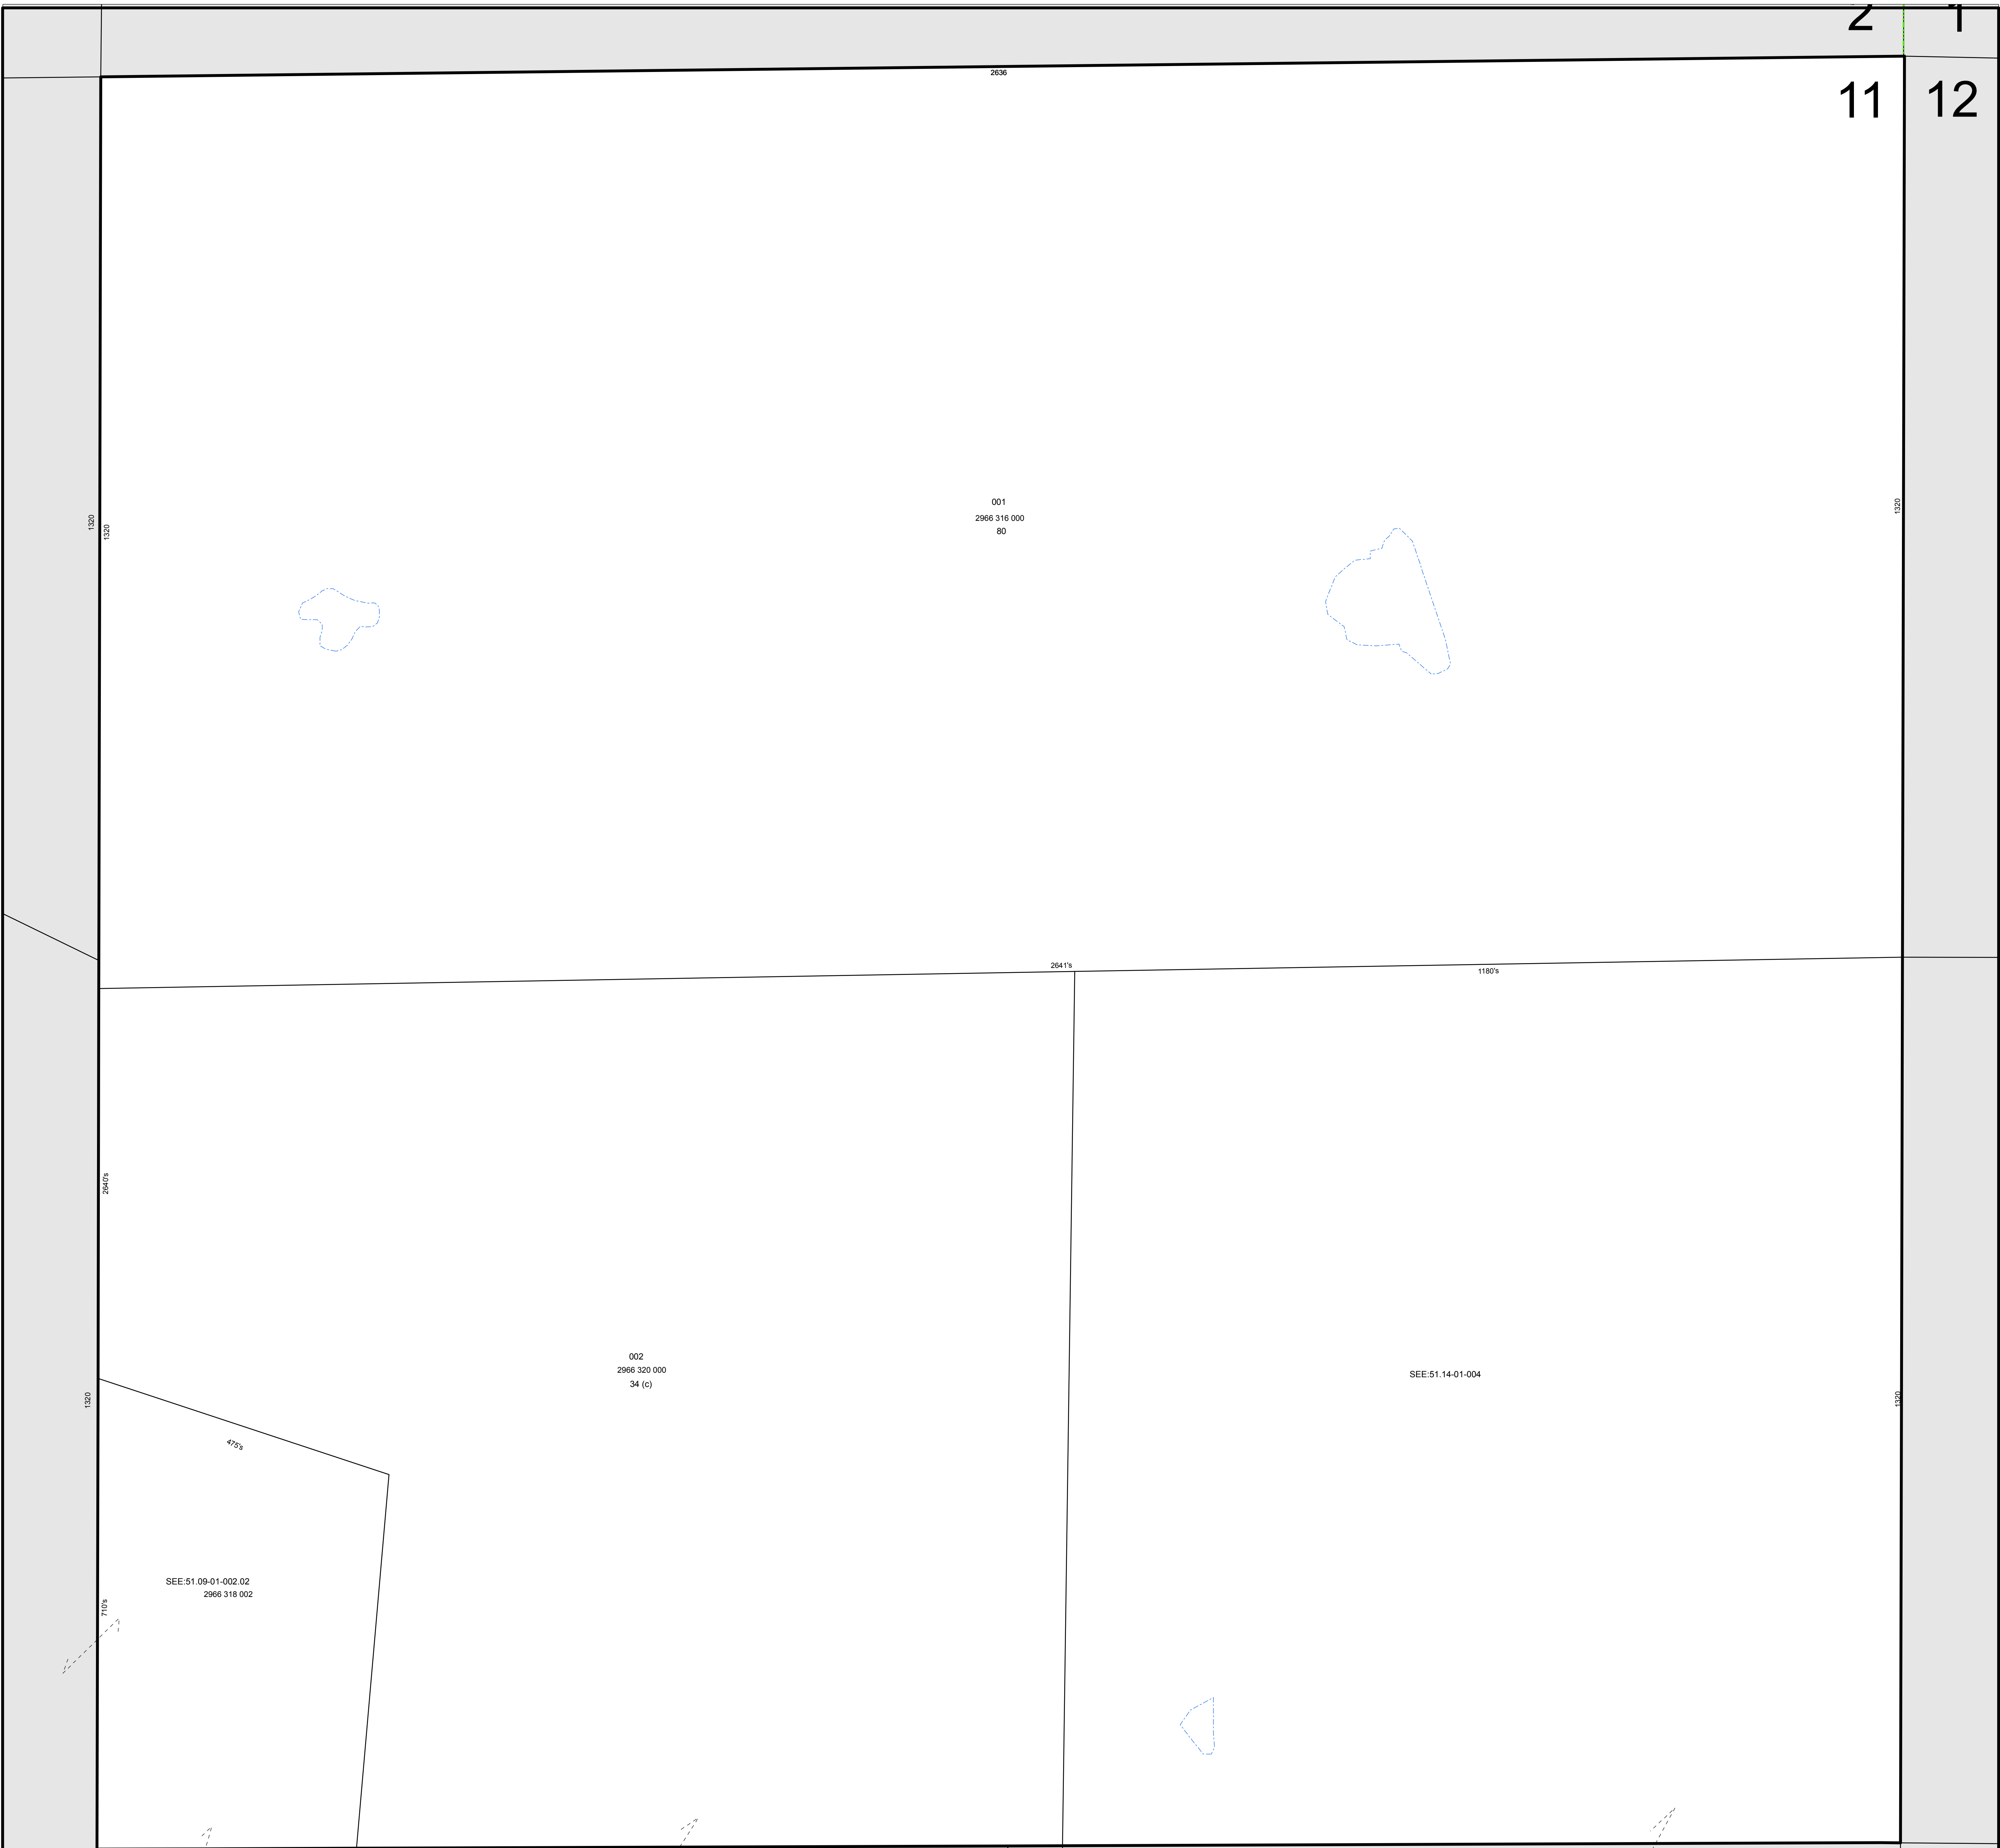 2 1
2636
11 12
1320
1320
1320
001
2966 316 000
80
2641's
1180's
2640's
002
2966 320 000
34 (c)
SEE:51.14-01-004
1320
1320
475's
SEE:51.09-01-002.02
2966 318 002
710's